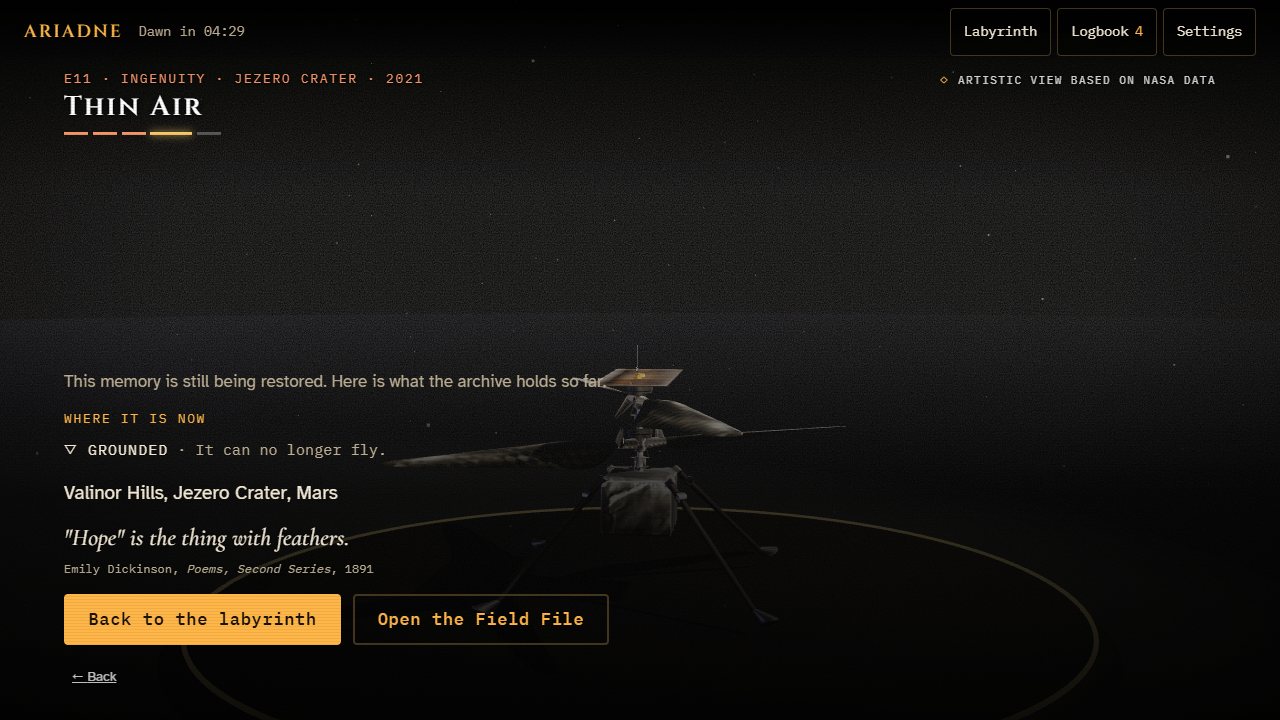 ARIADNE Dawn in 04:29 Labyrinth Logbook 4 Settings
E11 · INGENUITY · JEZERO CRATER · 2021
◇ ARTISTIC VIEW BASED ON NASA DATA
Thin Air
This memory is still being restored. Here is what the archive holds so far.
WHERE IT IS NOW
▽ GROUNDED · It can no longer fly.
Valinor Hills, Jezero Crater, Mars
"Hope" is the thing with feathers.
Emily Dickinson, Poems, Second Series, 1891
Back to the labyrinth Open the Field File
← Back